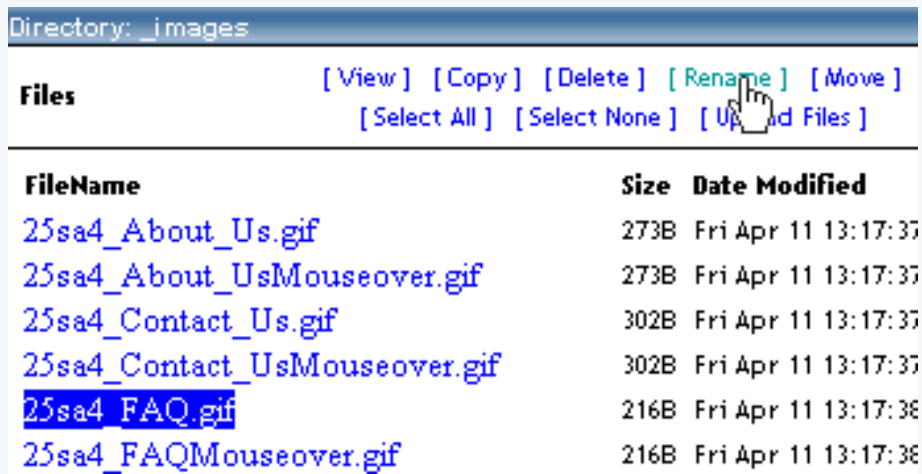 Directory: _images
Files [ View ] [ Copy ] [ Delete ] [ Rename ] [ Move ]
[ Select All ] [ Select None ] [ Files ]
FileName Size Date Modified
25sa4_About_Us.gif 273B Fri Apr 11 13:17:37
25sa4_About_UsMouseover.gif 273B Fri Apr 11 13:17:37
25sa4_Contact_Us.gif 302B Fri Apr 11 13:17:37
25sa4_Contact_UsMouseover.gif 302B Fri Apr 11 13:17:37
25sa4_FAQ.gif 216B Fri Apr 11 13:17:38
25sa4_FAQMouseover.gif 216B Fri Apr 11 13:17:38